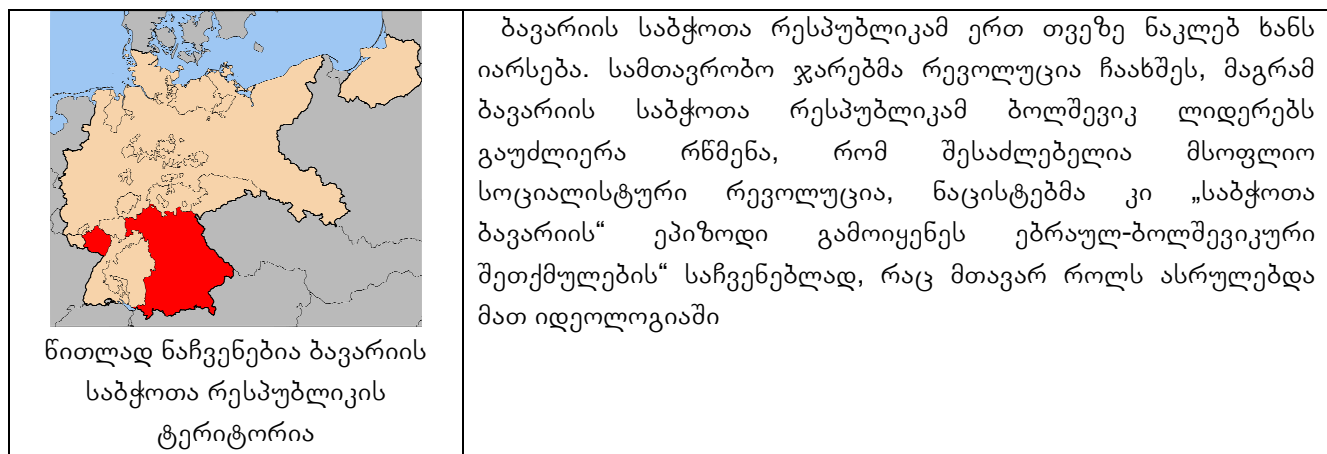 წითლად ნაჩვენებია ბავარიის
საბჭოთა რესპუბლიკის
ტერიტორია
ბავარიის საბჭოთა რესპუბლიკამ ერთ თვეზე ნაკლებ ხანს
იარსება. სამთავრობო ჯარებმა რევოლუცია ჩაახშეს, მაგრამ
ბავარიის საბჭოთა რესპუბლიკამ ბოლშევიკ ლიდერებს
გაუძლიერა რწმენა, რომ შესაძლებელია მსოფლიო
სოციალისტური რევოლუცია, ნაცისტებმა კი „საბჭოთა
ბავარიის“ ეპიზოდი გამოიყენეს ებრაულ-ბოლშევიკური
შეთქმულების“ საჩვენებლად, რაც მთავარ როლს ასრულებდა
მათ იდეოლოგიაში